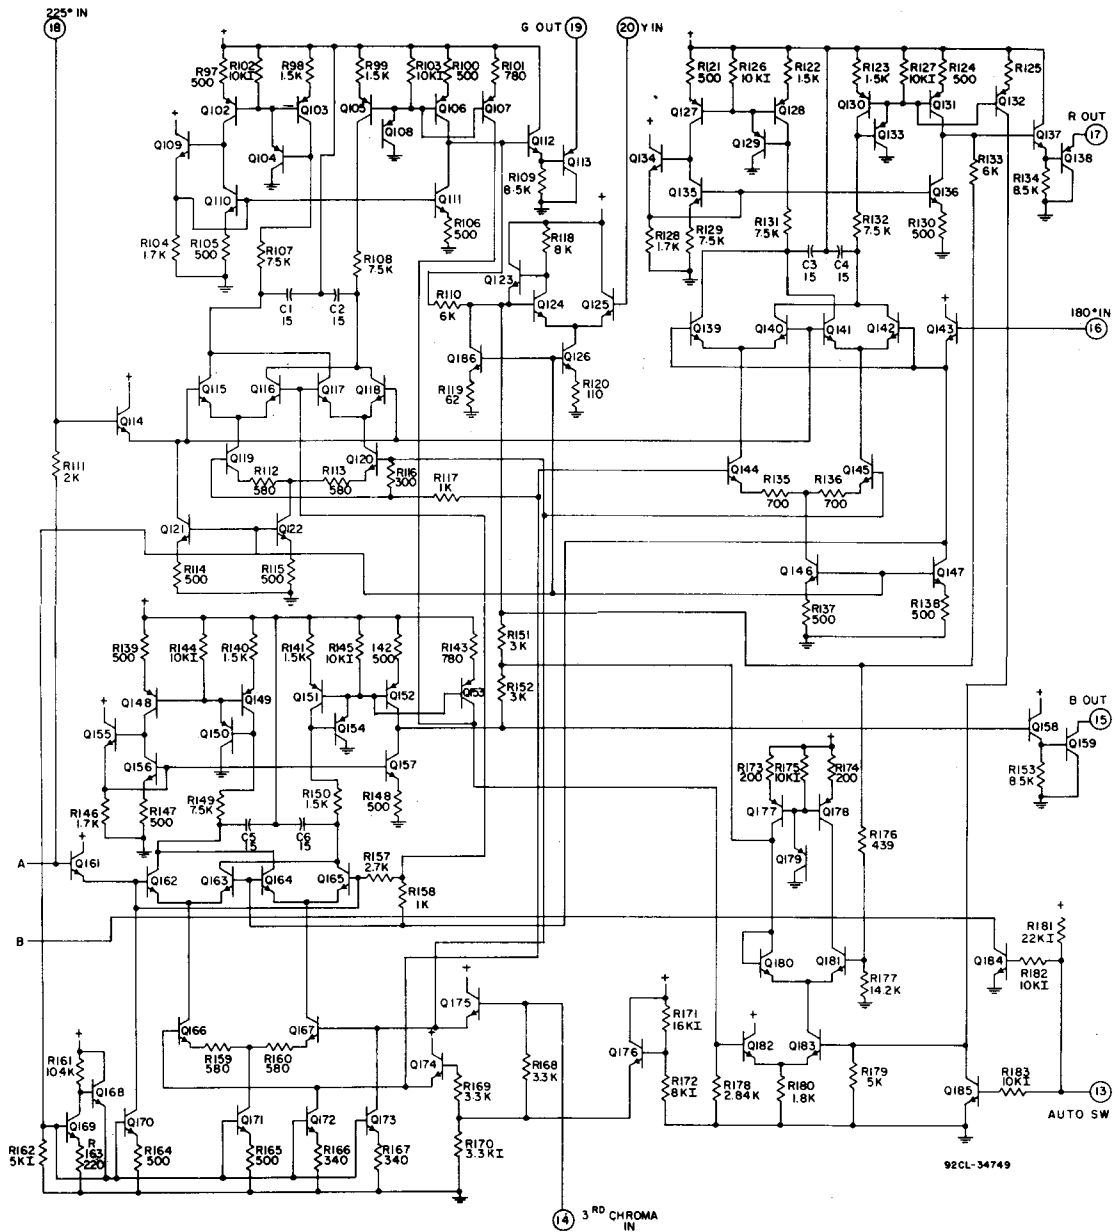 225° IN
18
G OUT 19
20 Y IN
R97
500
R102
10KI
R98
1.5K
R99
1.5K
R103
10KI
R100
500
R101
780
R121
500
R126
10KI
R122
1.5K
R123
1.5K
R127
10KI
R124
500
R125
Q102
Q103
Q105
Q106
Q107
Q108
Q109
Q104
Q112
Q113
Q127
Q128
Q130
Q131
Q132
Q133
Q129
Q134
Q137
R OUT
17
Q138
R133
6K
R134
8.5K
Q110
Q111
R109
8.5K
Q135
Q136
R104
1.7K
R105
500
R107
7.5K
R108
7.5K
R106
500
R118
8K
R128
1.7K
R129
7.5K
R131
7.5K
R132
7.5K
R130
500
C1
15
C2
15
R110
6K
Q123
Q124
Q125
C3
15
C4
15
Q139
Q140
Q141
Q142
Q143
180° IN
16
Q186
Q126
R119
62
R120
110
Q114
Q115
Q116
Q117
Q118
R111
2K
Q119
Q120
R112
580
R113
580
R116
300
R117
1K
Q144
Q145
R135
700
R136
700
Q121
Q122
R114
500
R115
500
Q146
Q147
R137
500
R138
500
R139
500
R144
10KI
R140
1.5K
R141
1.5K
R145
10KI
142
500
R143
780
R151
3K
R152
3K
Q148
Q149
Q151
Q152
Q153
Q154
Q155
Q150
Q156
Q157
Q158
B OUT
15
Q159
R153
8.5K
R146
1.7K
R147
500
R149
7.5K
R150
1.5K
R148
500
C5
15
C6
15
R173
200
R175
10KI
R174
200
Q177
Q178
Q179
R176
439
A
Q161
Q162
Q163
Q164
Q165
R157
2.7K
R158
1K
B
Q180
Q181
R177
14.2K
Q184
R181
22KI
R182
10KI
Q166
Q167
Q175
R159
580
R160
580
Q174
R169
3.3K
R168
3.3K
Q176
R171
16KI
R172
8KI
Q182
Q183
R178
2.84K
R180
1.8K
R179
5K
Q185
R183
10KI
13
AUTO SW
R161
104K
Q168
Q169
Q170
Q171
Q172
Q173
R162
5KI
R
163
220
R164
500
R165
500
R166
340
R167
340
R170
3.3KI
92CL-34749
14 3RD CHROMA
IN